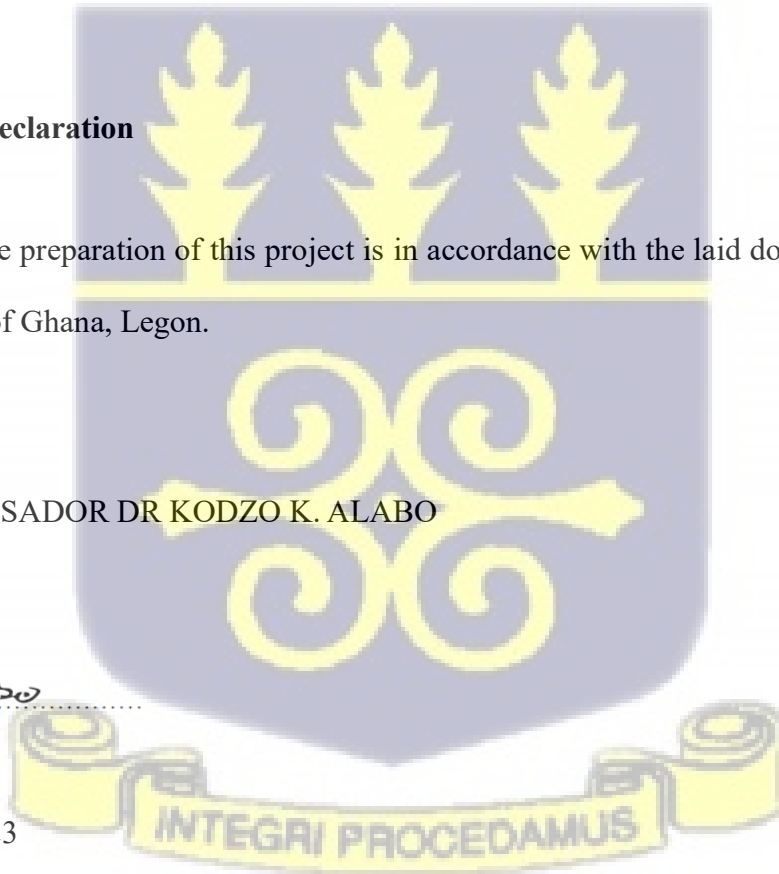 eclaration
e preparation of this project is in accordance with the laid do
of Ghana, Legon.
SADOR DR KODZO K. ALABO
3
INTEGRI PROCEDAMUS